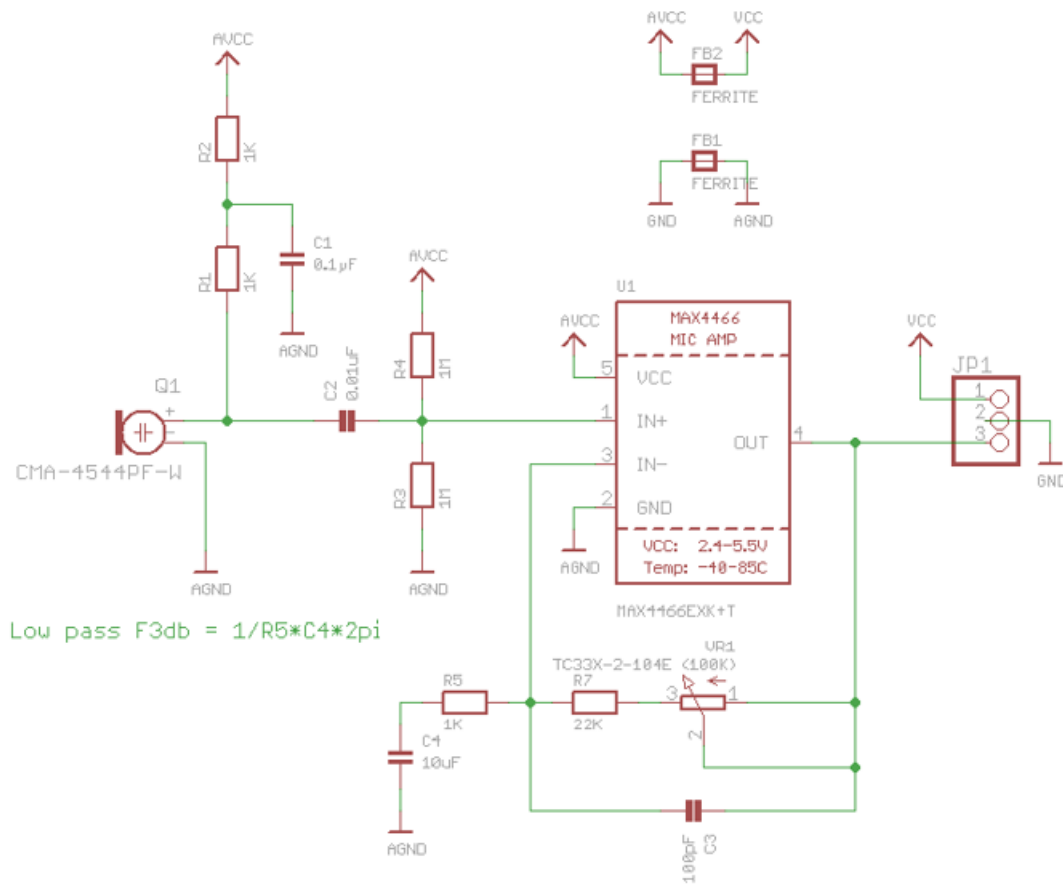 AVCC
VCC
FB2
FERRITE
FB1
FERRITE
GND
AGND
AVCC
R2
1K
R1
1K
C1
0.1µF
AGND
Q1
+
-
CMA-4544PF-W
AGND
C2
0.01uF
AVCC
R4
1M
R3
1M
AGND
U1
MAX4466
MIC AMP
AVCC
5
VCC
1
IN+
3
IN-
2
GND
OUT
4
AGND
VCC: 2.4-5.5V
Temp: -40-85C
MAX4466EXK+T
VCC
JP1
1
2
3
GND
Low pass F3db = 1/R5*C4*2pi
VR1
TC33X-2-104E (100K)
R5
1K
R7
22K
3
1
2
C4
10uF
AGND
100pF
C3